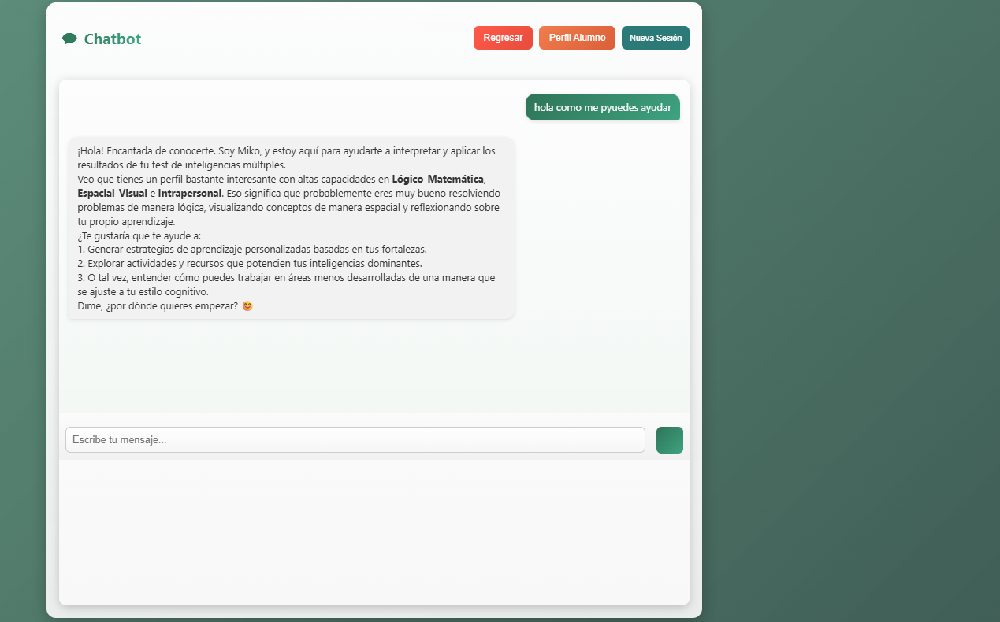 Chatbot
Regresar
Perfil Alumno
Nueva Sesión
hola como me pyuedes ayudar
¡Hola! Encantada de conocerte. Soy Miko, y estoy aquí para ayudarte a interpretar y aplicar los
resultados de tu test de inteligencias múltiples.
Veo que tienes un perfil bastante interesante con altas capacidades en Lógico-Matemática,
Espacial-Visual e Intrapersonal. Eso significa que probablemente eres muy bueno resolviendo
problemas de manera lógica, visualizando conceptos de manera espacial y reflexionando sobre
tu propio aprendizaje.
¿Te gustaría que te ayude a:
1. Generar estrategias de aprendizaje personalizadas basadas en tus fortalezas.
2. Explorar actividades y recursos que potencien tus inteligencias dominantes.
3. O tal vez, entender cómo puedes trabajar en áreas menos desarrolladas de una manera que
se ajuste a tu estilo cognitivo.
Dime, ¿por dónde quieres empezar? 😊
Escribe tu mensaje...